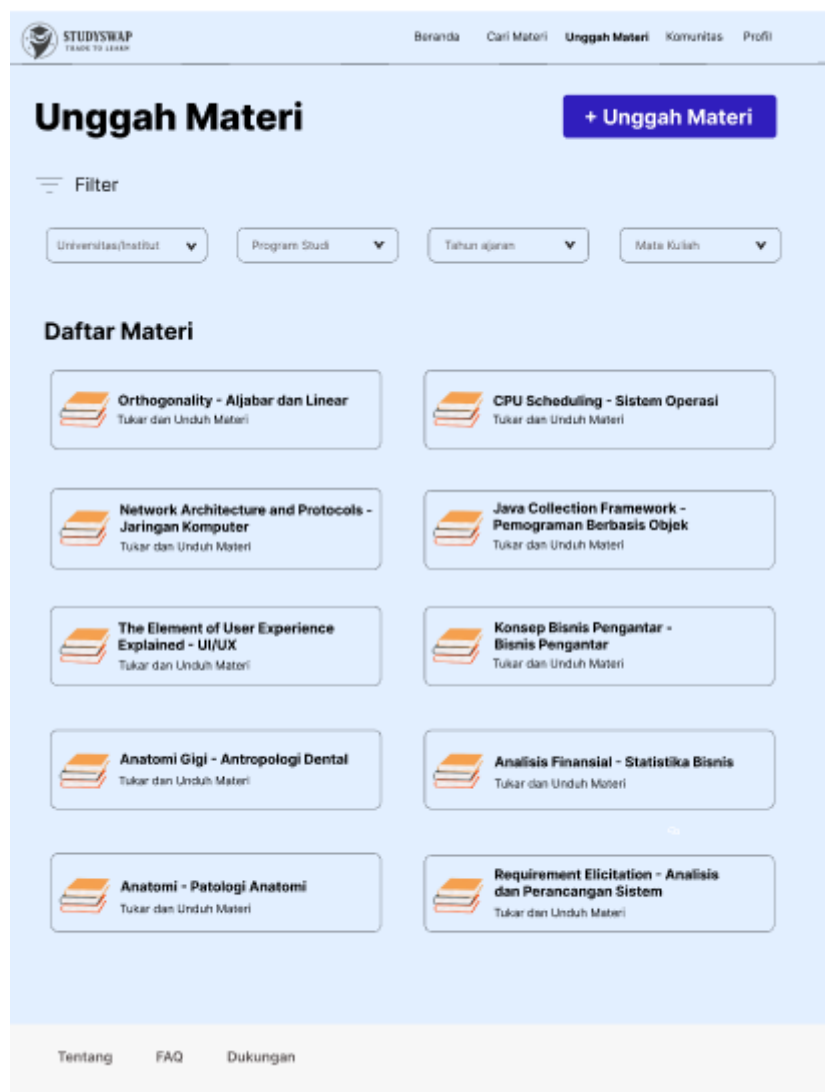 STUDYSWAP
TRADE TO LEARN
Beranda Cari Materi Unggah Materi Komunitas Profil
Unggah Materi
+ Unggah Materi
Filter
Universitas/Institut Program Studi Tahun ajaran Mata Kuliah
Daftar Materi
Orthogonality - Aljabar dan Linear
Tukar dan Unduh Materi
CPU Scheduling - Sistem Operasi
Tukar dan Unduh Materi
Network Architecture and Protocols -
Jaringan Komputer
Tukar dan Unduh Materi
Java Collection Framework -
Pemograman Berbasis Objek
Tukar dan Unduh Materi
The Element of User Experience
Explained - UI/UX
Tukar dan Unduh Materi
Konsep Bisnis Pengantar -
Bisnis Pengantar
Tukar dan Unduh Materi
Anatomi Gigi - Antropologi Dental
Tukar dan Unduh Materi
Analisis Finansial - Statistika Bisnis
Tukar dan Unduh Materi
Anatomi - Patologi Anatomi
Tukar dan Unduh Materi
Requirement Elicitation - Analisis
dan Perancangan Sistem
Tukar dan Unduh Materi
Tentang FAQ Dukungan